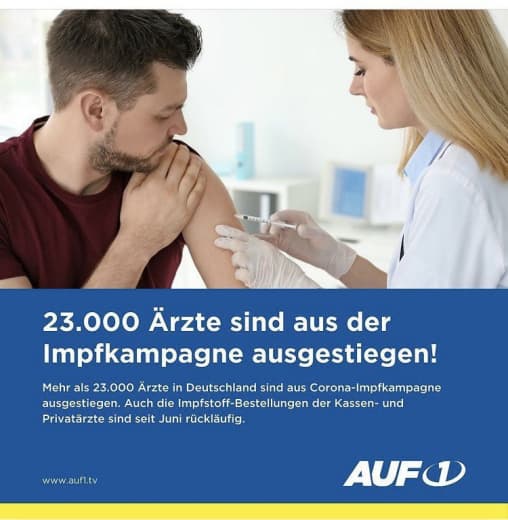 23.000 Ärzte sind aus der
Impfkampagne ausgestiegen!
Mehr als 23.000 Ärzte in Deutschland sind aus Corona-Impfkampagne
ausgestiegen. Auch die Impfstoff-Bestellungen der Kassen- und
Privatärzte sind seit Juni rückläufig.
www.auf1.tv
AUF1